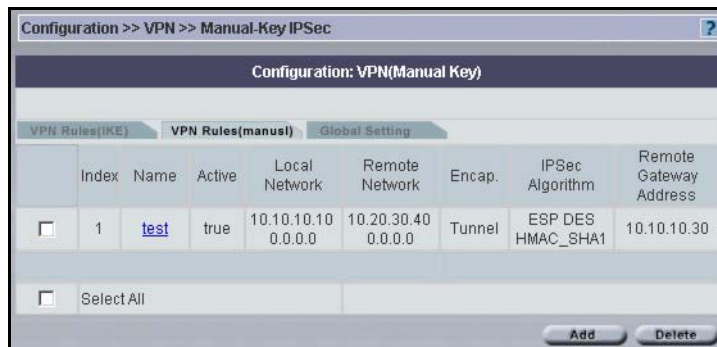 Configuration >> VPN >> Manual-Key IPSec
?
Configuration: VPN(Manual Key)
VPN Rules(IKE) VPN Rules(manusl) Global Setting
Index Name Active Local Network Remote Network Encap. IPSec Algorithm Remote Gateway Address
1 test true 10.10.10.10 0.0.0.0 10.20.30.40 0.0.0.0 Tunnel ESP DES HMAC_SHA1 10.10.10.30
Select All
Add Delete